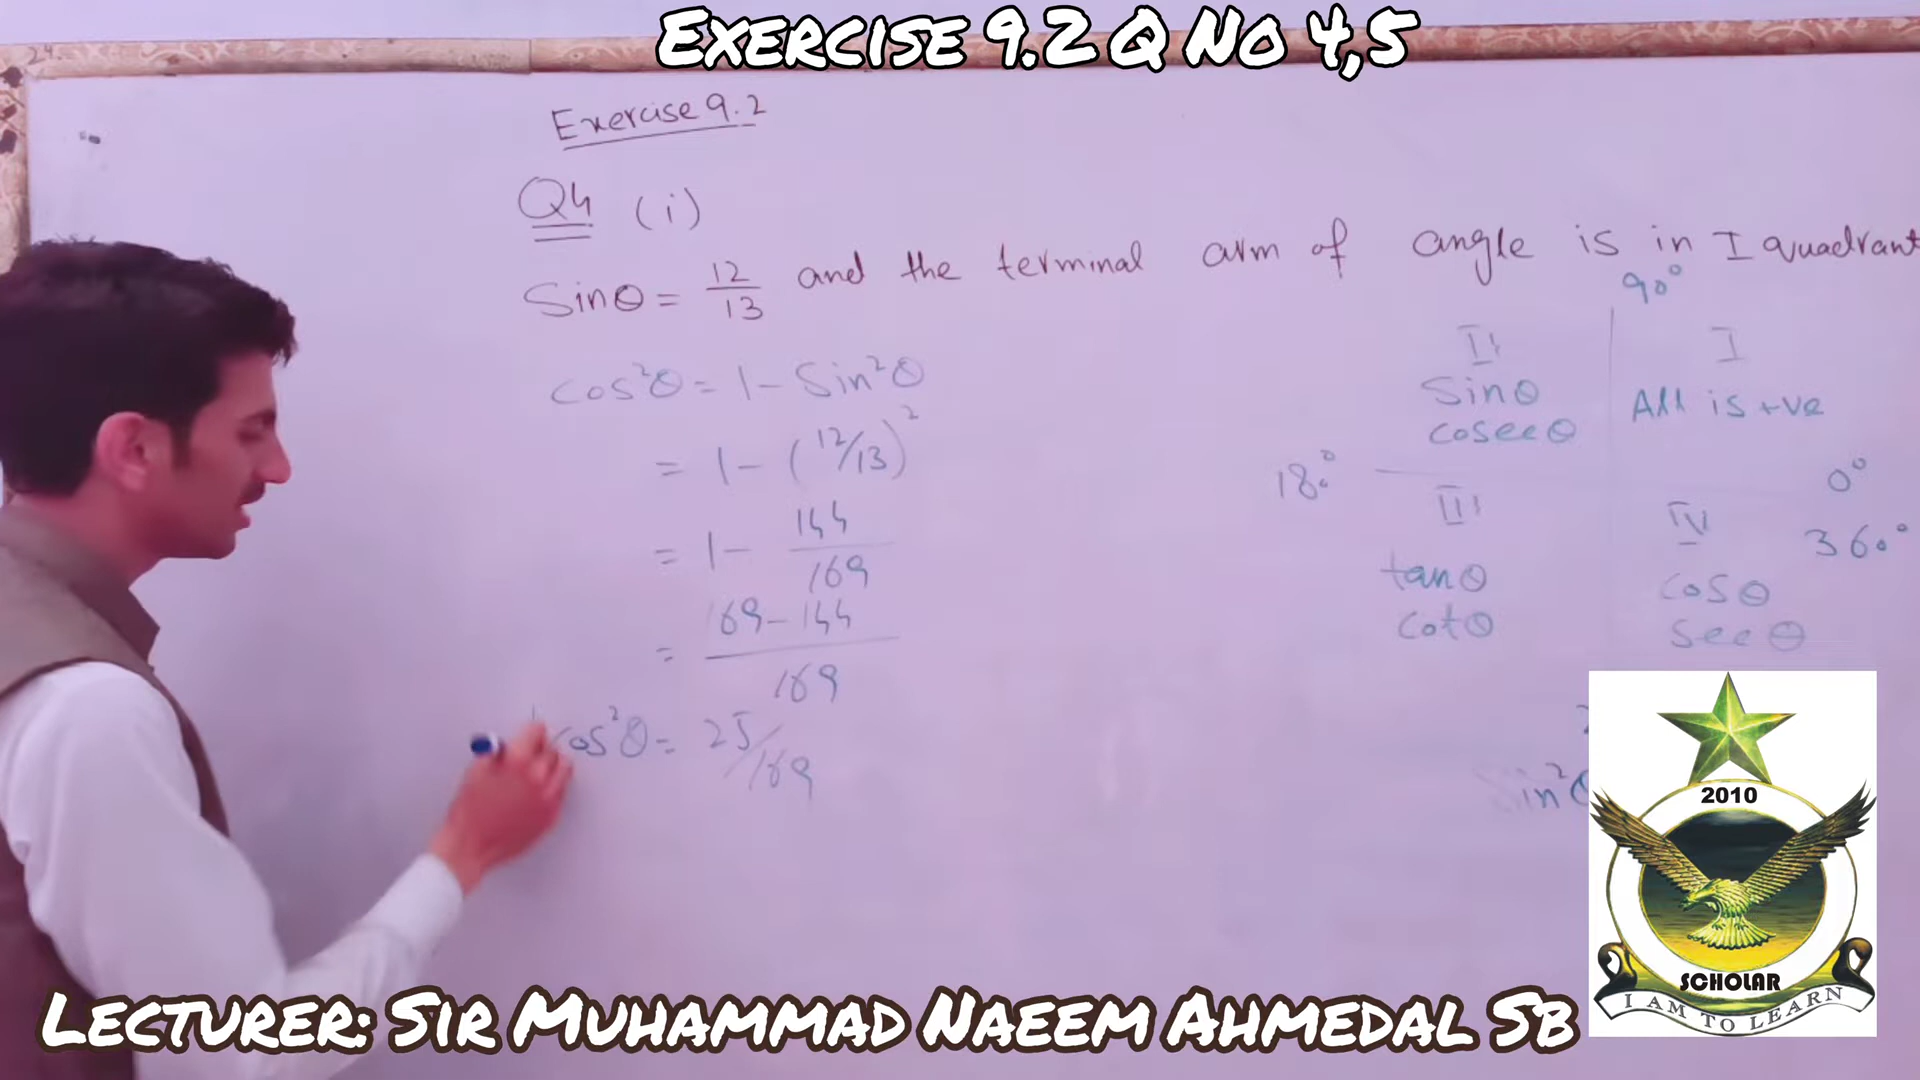 Exercise 9.2 Q No 4,5
Exercise 9.2
Q4 (i)
Sinθ = 12/13 and the terminal arm of angle is in I quadrant
90°
II
I
Sinθ
All is +ve
cosecθ
180°
0°
360°
III
IV
tanθ
cosθ
cotθ
secθ
cos²θ = 1 - Sin²θ
= 1 - (12/13)²
= 1 - 144/169
= 169 - 144/169
cos²θ = 25/169
Sin²θ
2010
SCHOLAR
I AM TO LEARN
Lecturer: Sir Muhammad Naeem Ahmedal Sb